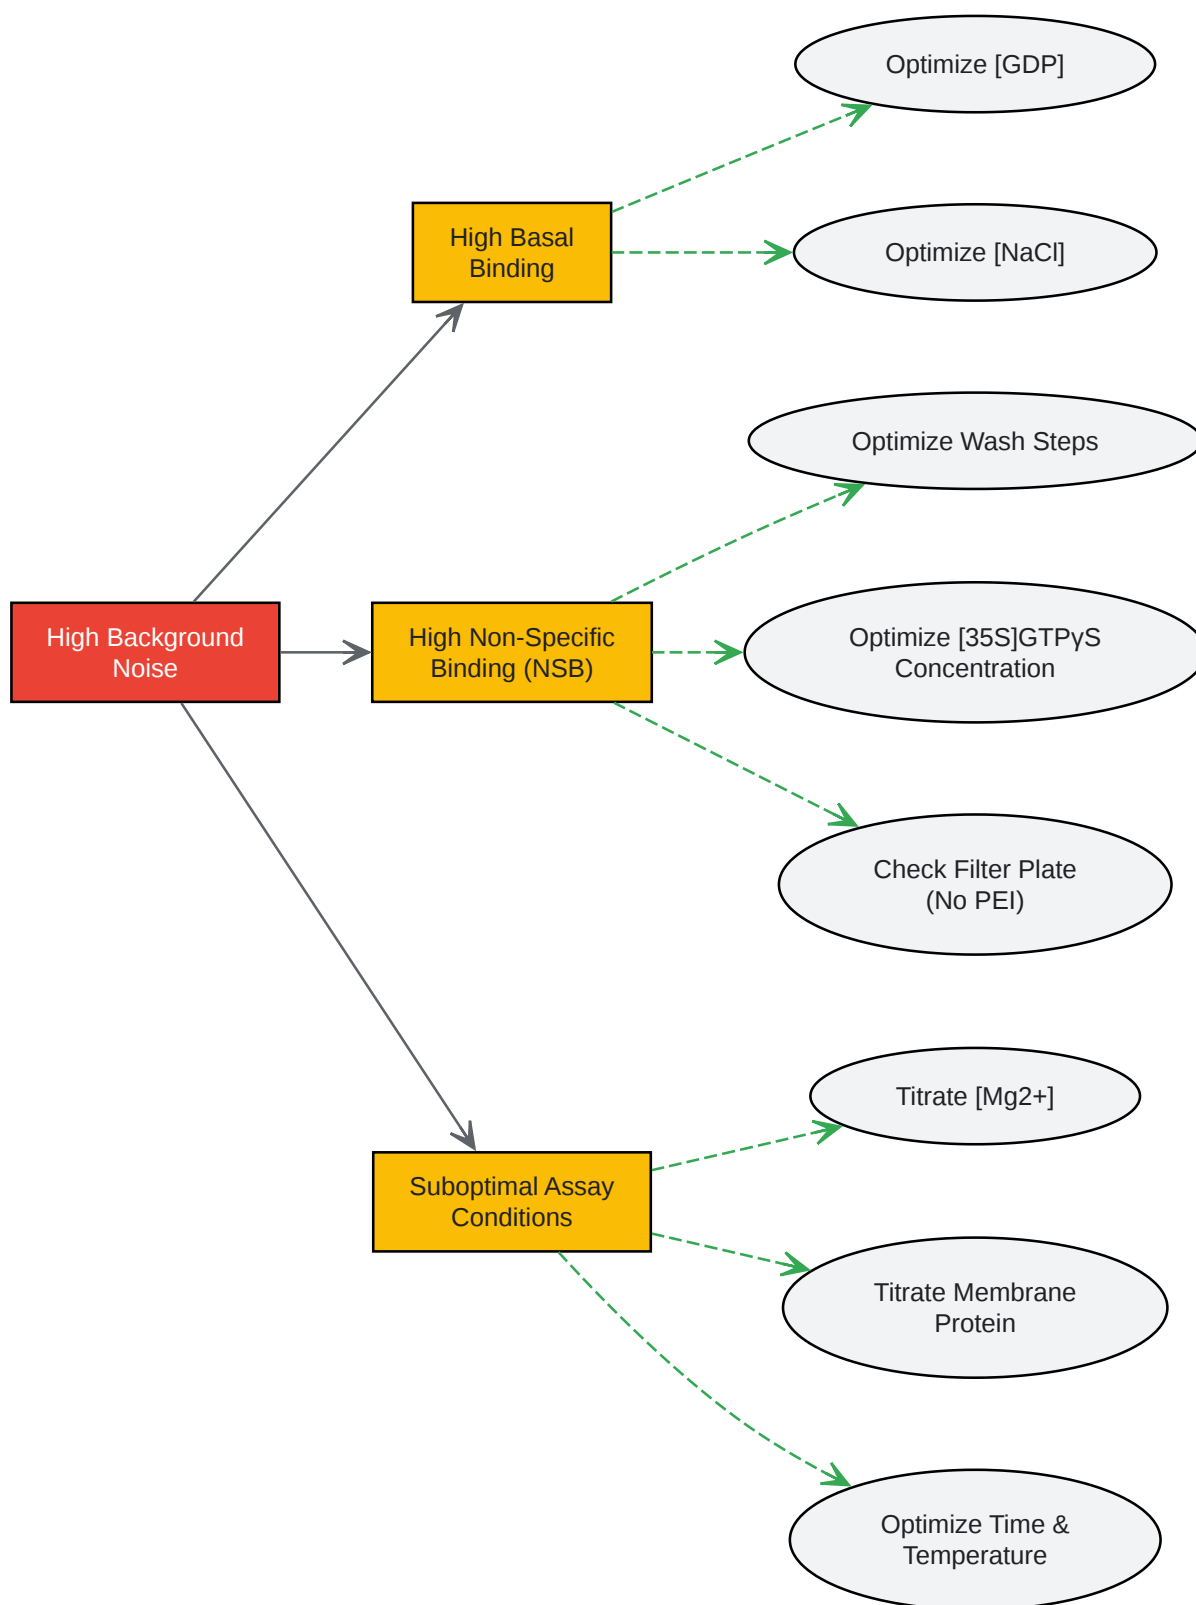 Optimize [GDP]
High Basal
Binding
Optimize [NaCl]
Optimize Wash Steps
High Background
Noise
High Non-Specific
Binding (NSB)
Optimize [35S]GTPγS
Concentration
Check Filter Plate
(No PEI)
Titrate [Mg2+]
Suboptimal Assay
Conditions
Titrate Membrane
Protein
Optimize Time &
Temperature